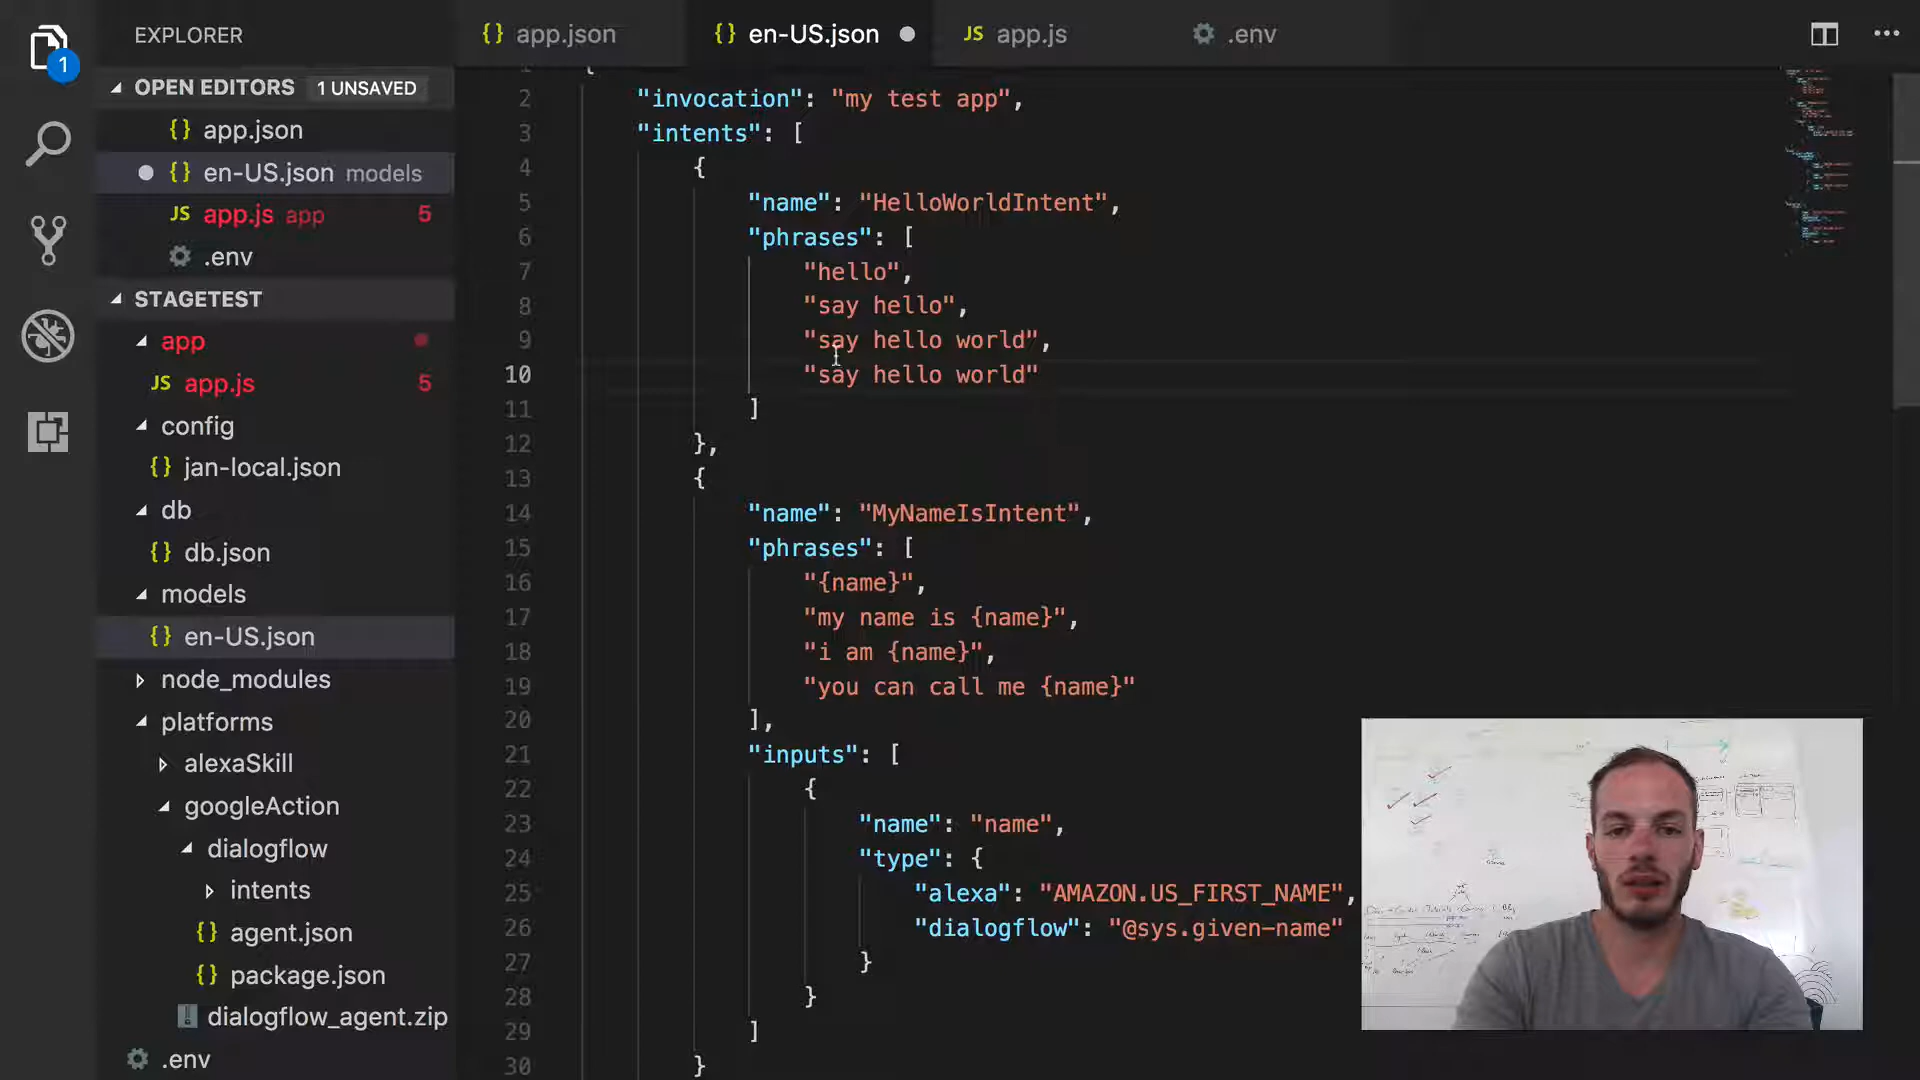 EXPLORER
1
OPEN EDITORS 1 UNSAVED
{} app.json
{} en-US.json models
JS app.js app 5
.env
STAGETEST
app
JS app.js 5
config
{} jan-local.json
db
{} db.json
models
{} en-US.json
node_modules
platforms
alexaSkill
googleAction
dialogflow
intents
{} agent.json
{} package.json
dialogflow_agent.zip
.env
{} app.json
{} en-US.json
JS app.js
.env
1 {
2 "invocation": "my test app",
3 "intents": [
4 {
5 "name": "HelloWorldIntent",
6 "phrases": [
7 "hello",
8 "say hello",
9 "say hello world",
10 "say hello world"
11 ]
12 },
13 {
14 "name": "MyNameIsIntent",
15 "phrases": [
16 "{name}",
17 "my name is {name}",
18 "i am {name}",
19 "you can call me {name}"
20 ],
21 "inputs": [
22 {
23 "name": "name",
24 "type": {
25 "alexa": "AMAZON.US_FIRST_NAME",
26 "dialogflow": "@sys.given-name"
27 }
28 }
29 ]
30 }